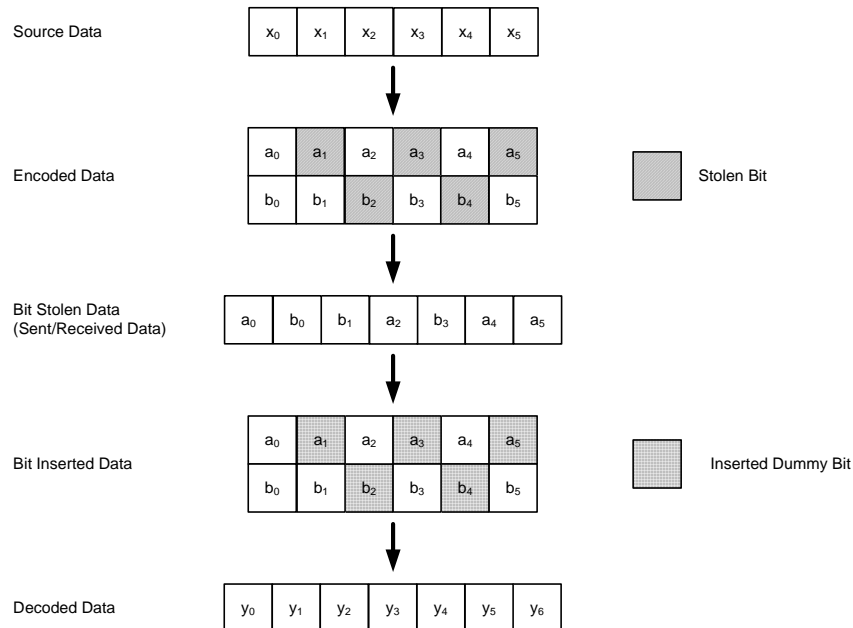 Source Data
x0 x1 x2 x3 x4 x5
a0 a1 a2 a3 a4 a5
Encoded Data
Stolen Bit
b0 b1 b2 b3 b4 b5
Bit Stolen Data
(Sent/Received Data)
a0 b0 b1 a2 b3 a4 a5
a0 a1 a2 a3 a4 a5
Bit Inserted Data
Inserted Dummy Bit
b0 b1 b2 b3 b4 b5
Decoded Data
y0 y1 y2 y3 y4 y5 y6